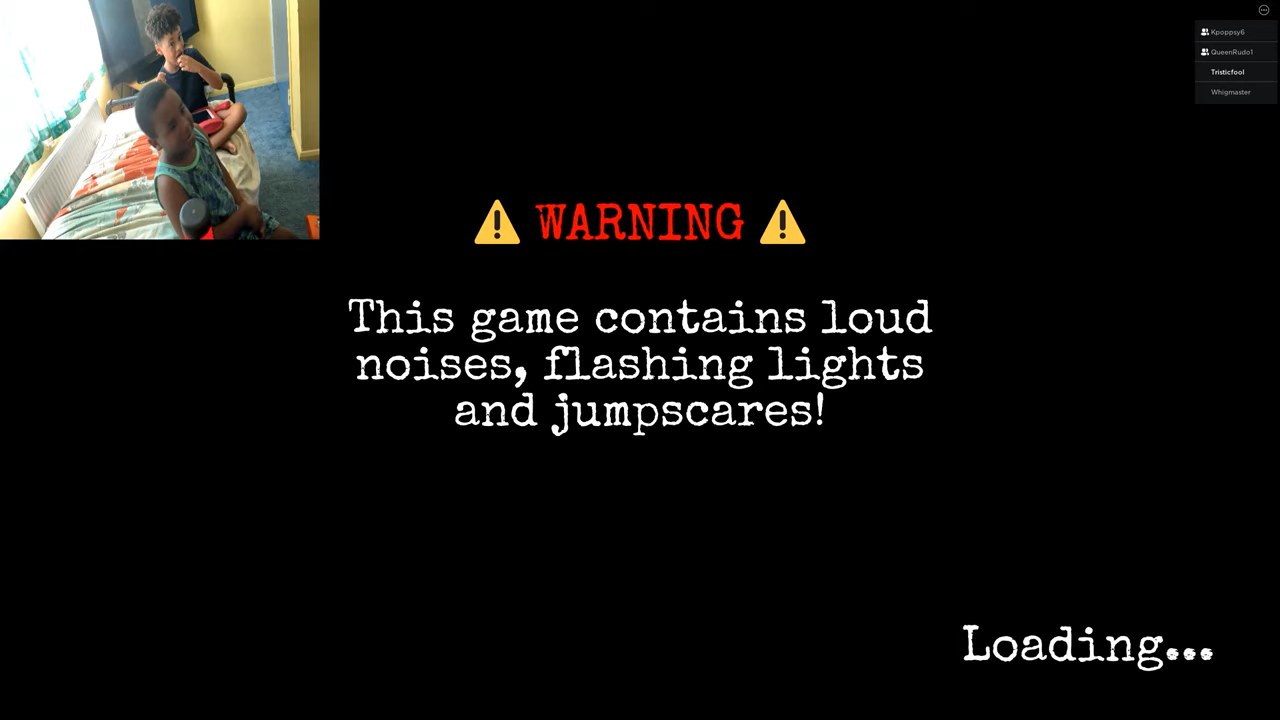 Kpoppsy6
QueenRudo1
Tristicfool
Whigmaster
⚠ WARNING ⚠
This game contains loud
noises, flashing lights
and jumpscares!
Loading...